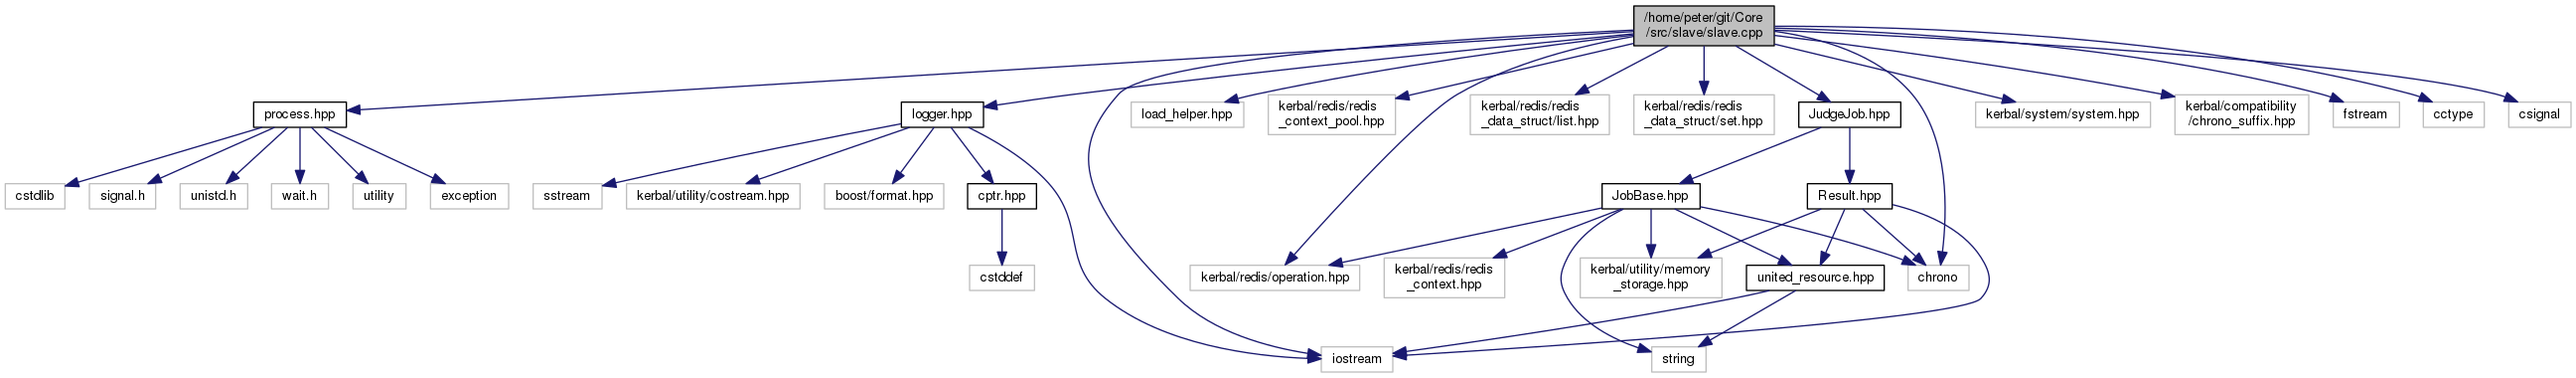 /home/peter/git/Core
/src/slave/slave.cpp
process.hpp
logger.hpp
load_helper.hpp
kerbal/redis/redis
_context_pool.hpp
kerbal/redis/redis
_data_struct/list.hpp
kerbal/redis/redis
_data_struct/set.hpp
JudgeJob.hpp
kerbal/system/system.hpp
kerbal/compatibility
/chrono_suffix.hpp
fstream
cctype
csignal
cstdlib
signal.h
unistd.h
wait.h
utility
exception
sstream
kerbal/utility/costream.hpp
boost/format.hpp
cptr.hpp
JobBase.hpp
Result.hpp
cstddef
kerbal/redis/operation.hpp
kerbal/redis/redis
_context.hpp
kerbal/utility/memory
_storage.hpp
united_resource.hpp
chrono
iostream
string